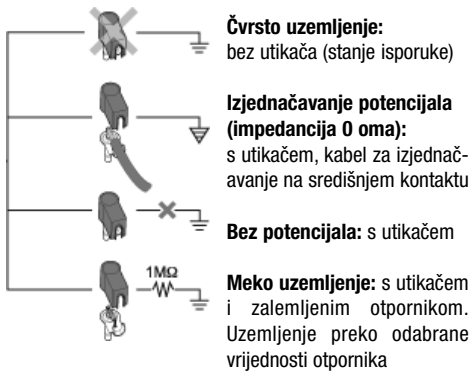 Čvrsto uzemljenje:
bez utikača (stanje isporuke)
Izjednačavanje potencijala
(impedancija 0 oma):
s utikačem, kabel za izjednač-
avanje na središnjem kontaktu
Bez potencijala: s utikačem
1MΩ
Meko uzemljenje: s utikačem
i zalemljenim otpornikom.
Uzemljenje preko odabrane
vrijednosti otpornika